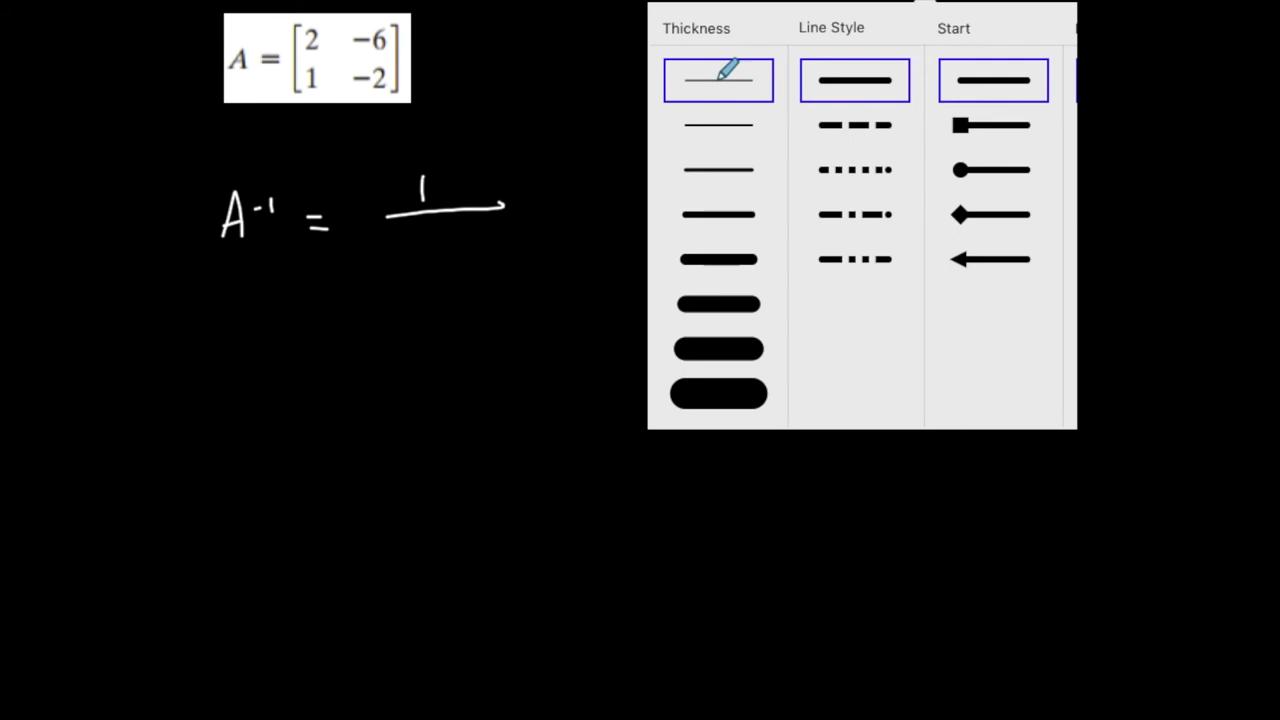 A = [2 -6
1 -2]
A⁻¹ = 1/
Thickness Line Style Start